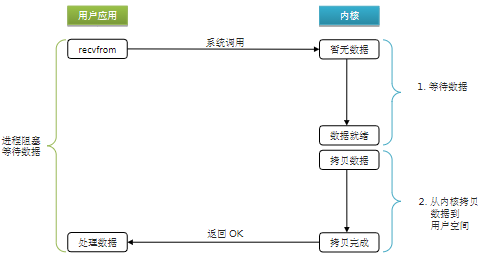 用户应用
内核
recvfrom
系统调用
暂无数据
1. 等待数据
数据就绪
进程阻塞
等待数据
拷贝数据
2. 从内核拷贝
数据到
用户空间
处理数据
返回 OK
拷贝完成